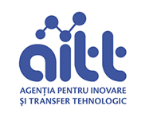 aitt
AGENȚIA PENTRU INOVARE
ȘI TRANSFER TEHNOLOGIC